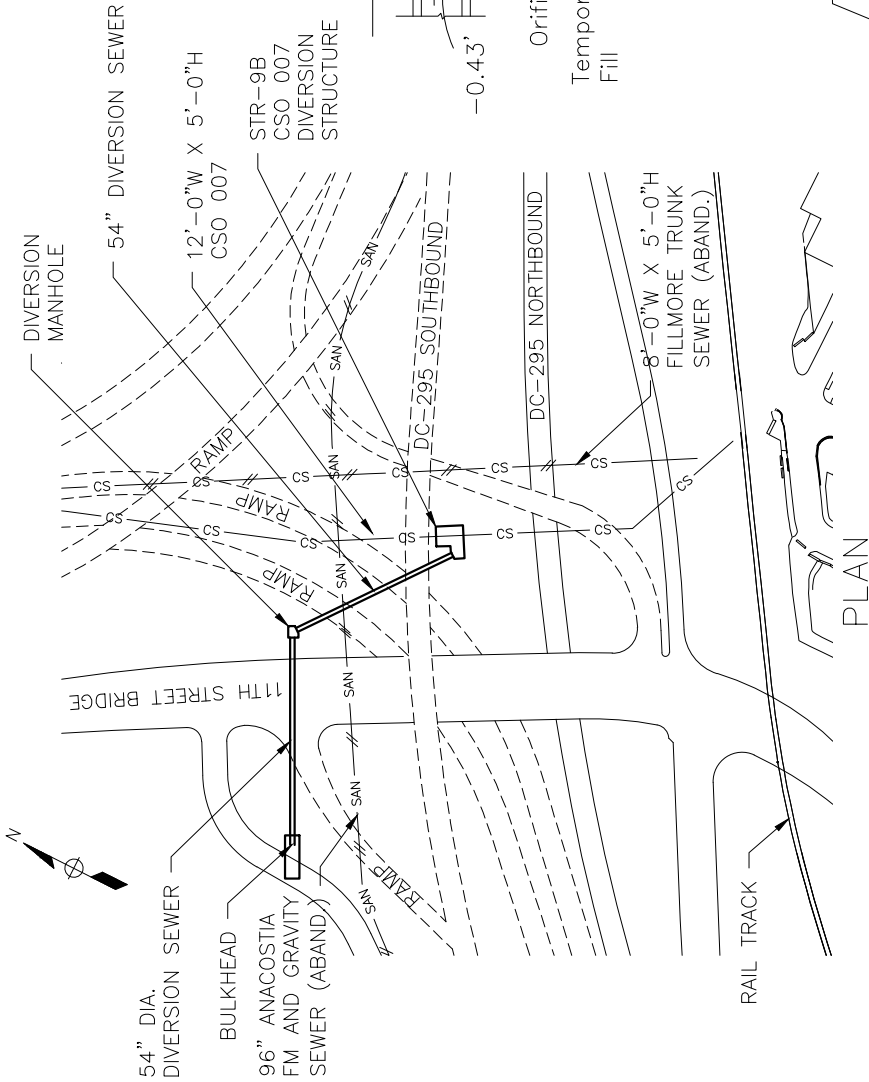 54" DIVERSION SEWER
12'-0"W X 5'-0"H
CSO 007
STR-9B
CSO 007
DIVERSION
STRUCTURE
DIVERSION
MANHOLE
-0.43'
Orifi
Tempor
Fill
SAN
SAN
SAN
SAN
SAN
SAN
SAN
DC-295 SOUTHBOUND
DC-295 NORTHBOUND
8'-0"W X 5'-0"H
FILLMORE TRUNK
SEWER (ABAND.)
RAMP
RAMP
RAMP
RAMP
CS
CS
CS
CS
CS
CS
CS
CS
CS
CS
CS
CS
CS
11TH STREET BRIDGE
N
54" DIA.
DIVERSION SEWER
BULKHEAD
96" ANACOSTIA
FM AND GRAVITY
SEWER (ABAND.)
RAIL TRACK
PLAN